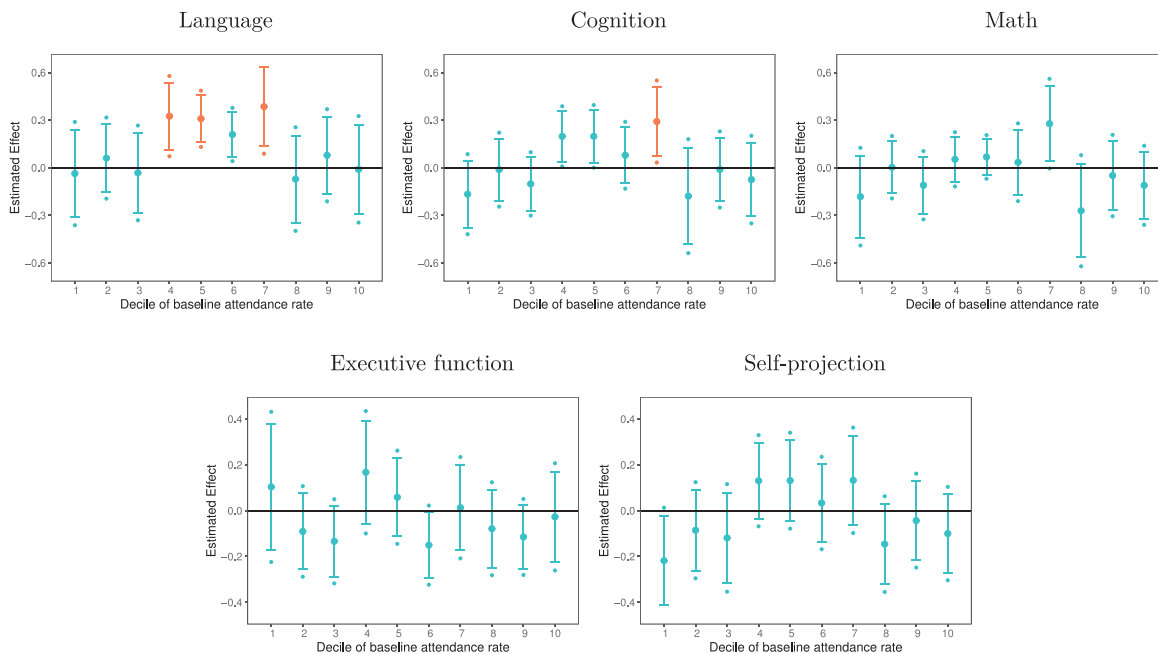 Language
Cognition
Math
Estimated Effect
0.6
0.3
0.0
−0.3
−0.6
1 2 3 4 5 6 7 8 9 10
Decile of baseline attendance rate
Estimated Effect
0.6
0.3
0.0
−0.3
−0.6
1 2 3 4 5 6 7 8 9 10
Decile of baseline attendance rate
Estimated Effect
0.6
0.3
0.0
−0.3
−0.6
1 2 3 4 5 6 7 8 9 10
Decile of baseline attendance rate
Executive function
Self-projection
Estimated Effect
0.4
0.2
0.0
−0.2
−0.4
1 2 3 4 5 6 7 8 9 10
Decile of baseline attendance rate
Estimated Effect
0.4
0.2
0.0
−0.2
−0.4
1 2 3 4 5 6 7 8 9 10
Decile of baseline attendance rate